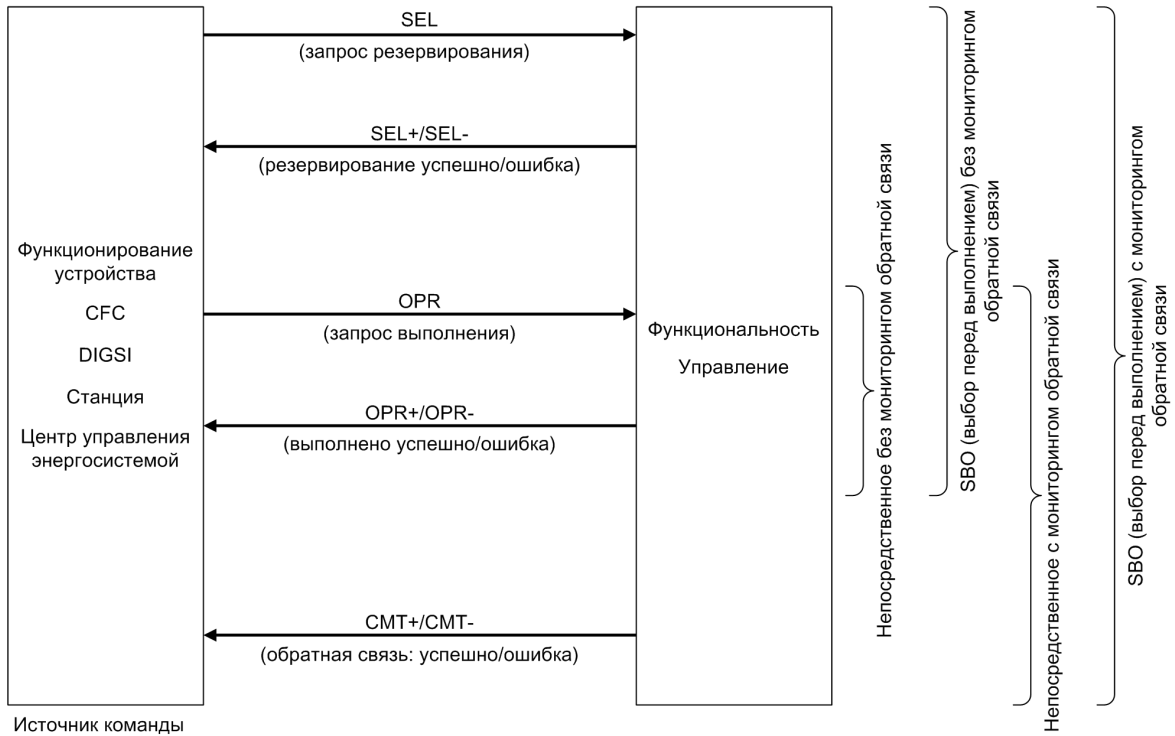 SEL
(запрос резервирования)
SEL+/SEL-
(резервирование успешно/ошибка)
Функционирование
устройства
CFC
DIGSI
Станция
Центр управления
энергосистемой
OPR
(запрос выполнения)
OPR+/OPR-
(выполнено успешно/ошибка)
CMT+/CMT-
(обратная связь: успешно/ошибка)
Функциональность
Управление
Источник команды
Непосредственное без мониторингом обратной связи
SBO (выбор перед выполнением) без мониторингом
обратной связи
Непосредственное с мониторингом обратной связи
SBO (выбор перед выполнением) с мониторингом
обратной связи